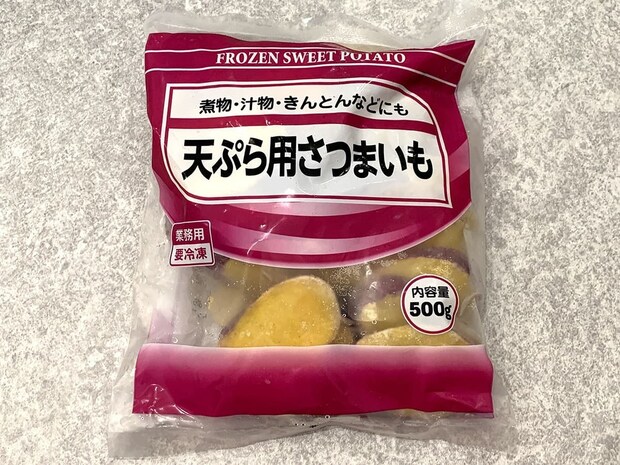 FROZEN SWEET POTATO
煮物・汁物・きんとんなどにも
天ぷら用さつまいも
業務用
要冷凍
内容量
500g